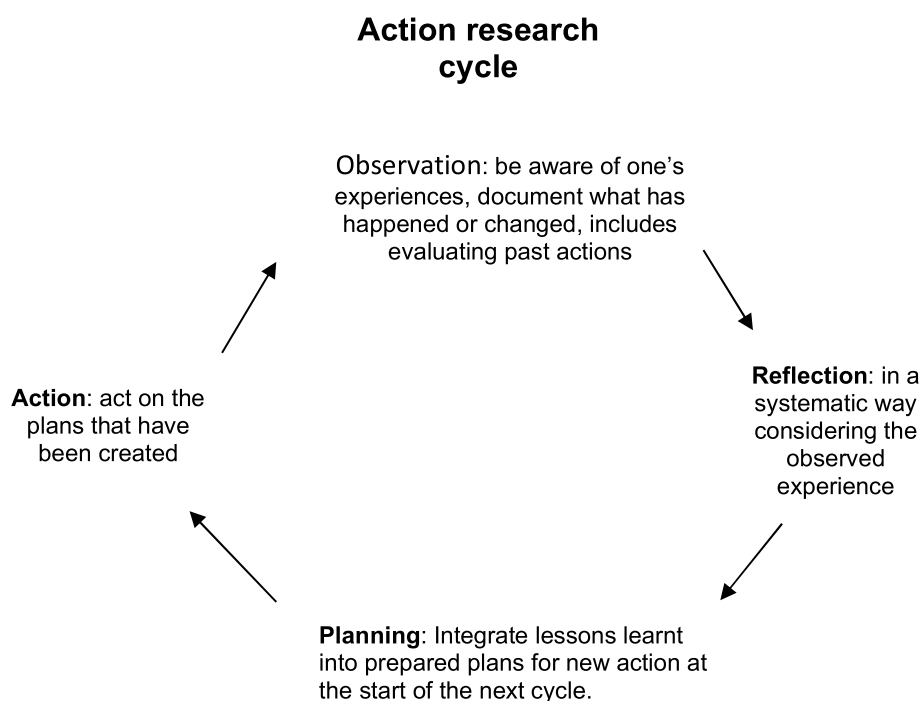 Action research
cycle
Observation: be aware of one’s
experiences, document what has
happened or changed, includes
evaluating past actions
Reflection: in a
systematic way
considering the
observed
experience
Planning: Integrate lessons learnt
into prepared plans for new action at
the start of the next cycle.
Action: act on the
plans that have
been created